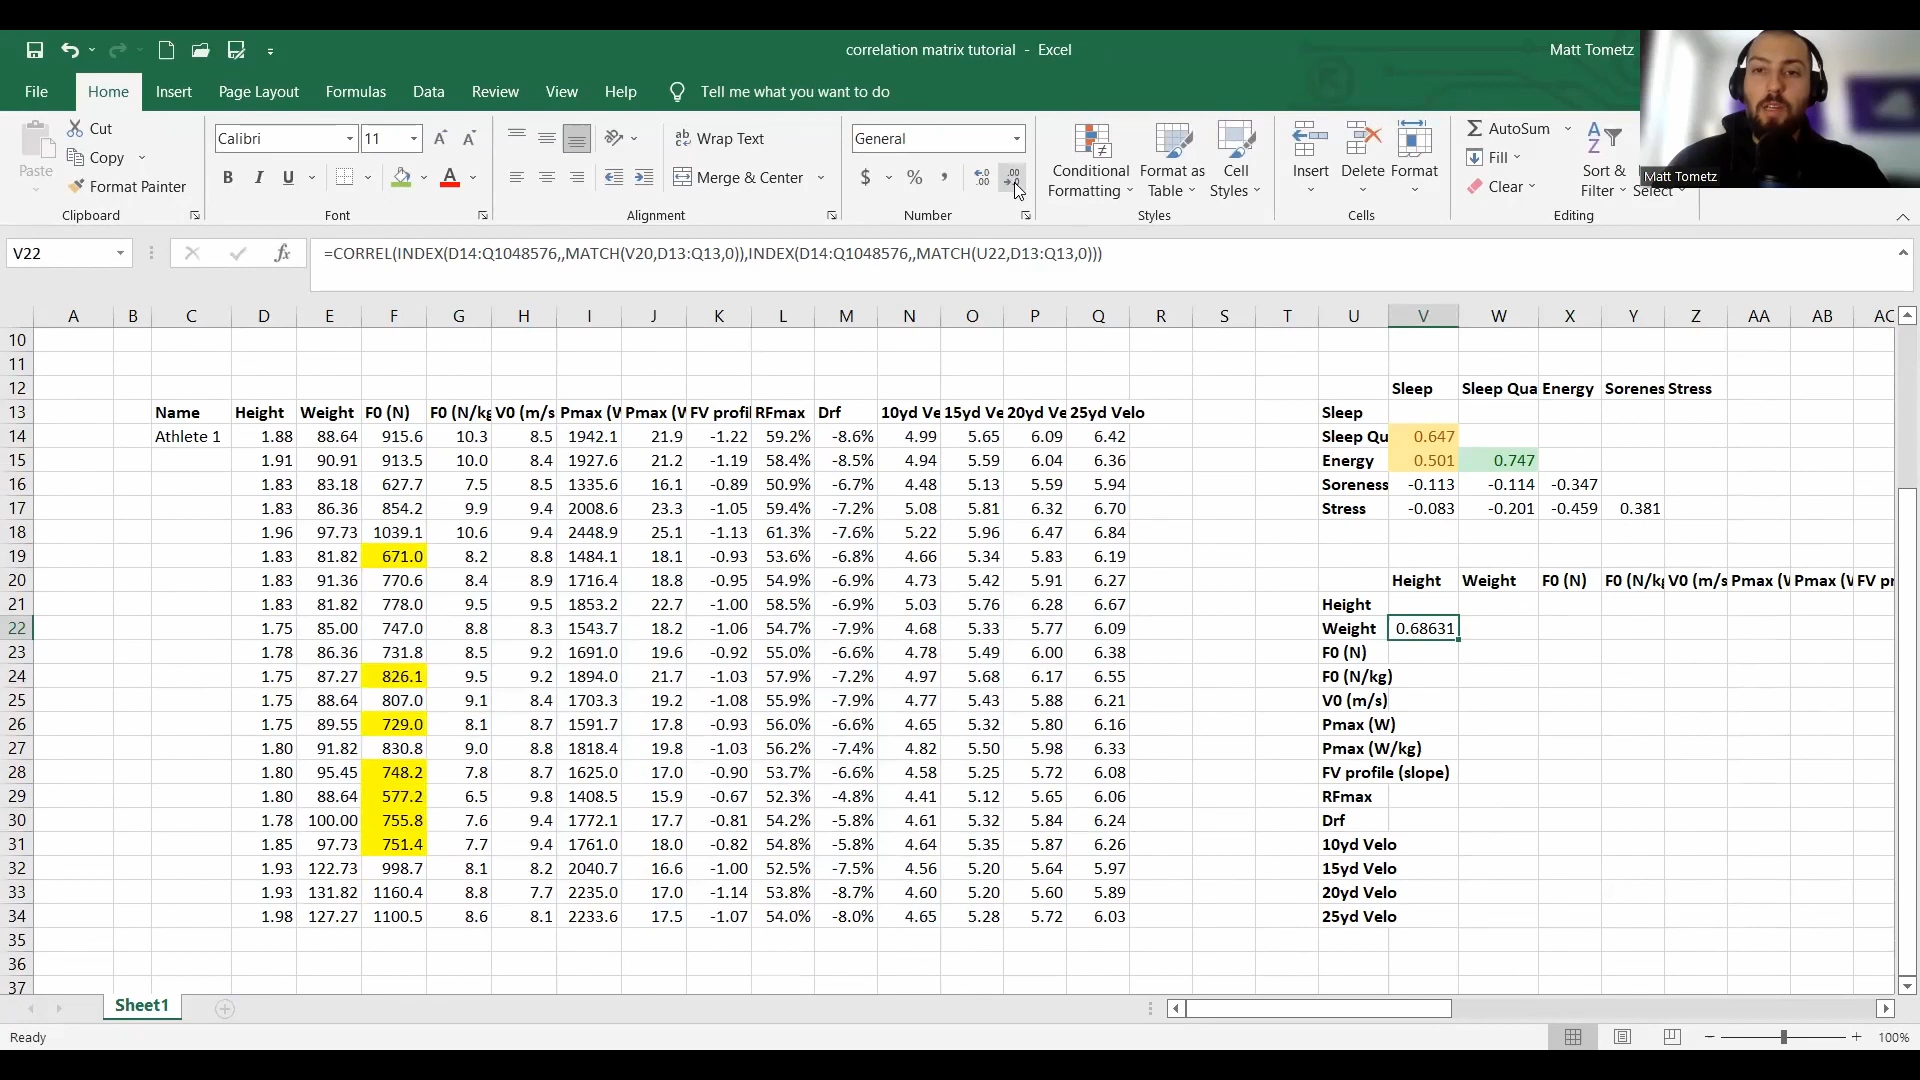 correlation matrix tutorial - Excel
Matt Tometz
File Home Insert Page Layout Formulas Data Review View Help Tell me what you want to do
Paste
Cut
Copy
Format Painter
Clipboard
Calibri 11
B I U
Font
Wrap Text
Merge & Center
Alignment
General
$ % ,
Number
Conditional Formatting
Format as Table
Cell Styles
Styles
Insert Delete Format
Cells
AutoSum
Fill
Clear
Sort & Filter
Select
Editing
Matt Tometz
V22 fx =CORREL(INDEX(D14:Q1048576,,MATCH(V20,D13:Q13,0)),INDEX(D14:Q1048576,,MATCH(U22,D13:Q13,0)))
A B C D E F G H I J K L M N O P Q R S T U V W X Y Z AA AB AC
10
11
12 Sleep Sleep Qua Energy Sorenes Stress
13 Name Height Weight F0 (N) F0 (N/kg V0 (m/s Pmax (W Pmax (W FV profil RFmax Drf 10yd Ve 15yd Ve 20yd Ve 25yd Velo Sleep
14 Athlete 1 1.88 88.64 915.6 10.3 8.5 1942.1 21.9 -1.22 59.2% -8.6% 4.99 5.65 6.09 6.42 Sleep Qu 0.647
15 1.91 90.91 913.5 10.0 8.4 1927.6 21.2 -1.19 58.4% -8.5% 4.94 5.59 6.04 6.36 Energy 0.501 0.747
16 1.83 83.18 627.7 7.5 8.5 1335.6 16.1 -0.89 50.9% -6.7% 4.48 5.13 5.59 5.94 Soreness -0.113 -0.114 -0.347
17 1.83 86.36 854.2 9.9 9.4 2008.6 23.3 -1.05 59.4% -7.2% 5.08 5.81 6.32 6.70 Stress -0.083 -0.201 -0.459 0.381
18 1.96 97.73 1039.1 10.6 9.4 2448.9 25.1 -1.13 61.3% -7.6% 5.22 5.96 6.47 6.84
19 1.83 81.82 671.0 8.2 8.8 1484.1 18.1 -0.93 53.6% -6.8% 4.66 5.34 5.83 6.19
20 1.83 91.36 770.6 8.4 8.9 1716.4 18.8 -0.95 54.9% -6.9% 4.73 5.42 5.91 6.27 Height Weight F0 (N) F0 (N/kg V0 (m/s Pmax (W Pmax (W FV pr
21 1.83 81.82 778.0 9.5 9.5 1853.2 22.7 -1.00 58.5% -6.9% 5.03 5.76 6.28 6.67 Height
22 1.75 85.00 747.0 8.8 8.3 1543.7 18.2 -1.06 54.7% -7.9% 4.68 5.33 5.77 6.09 Weight 0.68631
23 1.78 86.36 731.8 8.5 9.2 1691.0 19.6 -0.92 55.0% -6.6% 4.78 5.49 6.00 6.38 F0 (N)
24 1.75 87.27 826.1 9.5 9.2 1894.0 21.7 -1.03 57.9% -7.2% 4.97 5.68 6.17 6.55 F0 (N/kg)
25 1.75 88.64 807.0 9.1 8.4 1703.3 19.2 -1.08 55.9% -7.9% 4.77 5.43 5.88 6.21 V0 (m/s)
26 1.75 89.55 729.0 8.1 8.7 1591.7 17.8 -0.93 56.0% -6.6% 4.65 5.32 5.80 6.16 Pmax (W)
27 1.80 91.82 830.8 9.0 8.8 1818.4 19.8 -1.03 56.2% -7.4% 4.82 5.50 5.98 6.33 Pmax (W/kg)
28 1.80 95.45 748.2 7.8 8.7 1625.0 17.0 -0.90 53.7% -6.6% 4.58 5.25 5.72 6.08 FV profile (slope)
29 1.80 88.64 577.2 6.5 9.8 1408.5 15.9 -0.67 52.3% -4.8% 4.41 5.12 5.65 6.06 RFmax
30 1.78 100.00 755.8 7.6 9.4 1772.1 17.7 -0.81 54.2% -5.8% 4.61 5.32 5.84 6.24 Drf
31 1.85 97.73 751.4 7.7 9.4 1761.0 18.0 -0.82 54.8% -5.8% 4.64 5.35 5.87 6.26 10yd Velo
32 1.93 122.73 998.7 8.1 8.2 2040.7 16.6 -1.00 52.5% -7.5% 4.56 5.20 5.64 5.97 15yd Velo
33 1.93 131.82 1160.4 8.8 7.7 2235.0 17.0 -1.14 53.8% -8.7% 4.60 5.20 5.60 5.89 20yd Velo
34 1.98 127.27 1100.5 8.6 8.1 2233.6 17.5 -1.07 54.0% -8.0% 4.65 5.28 5.72 6.03 25yd Velo
35
36
37
Sheet1
Ready
100%